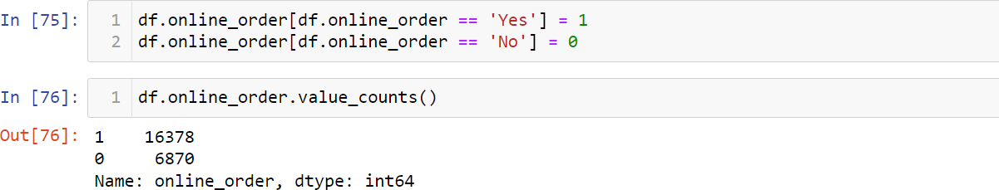 In [75]: 1 df.online_order[df.online_order == 'Yes'] = 1
2 df.online_order[df.online_order == 'No'] = 0
In [76]: 1 df.online_order.value_counts()
Out[76]: 1 16378
0 6870
Name: online_order, dtype: int64